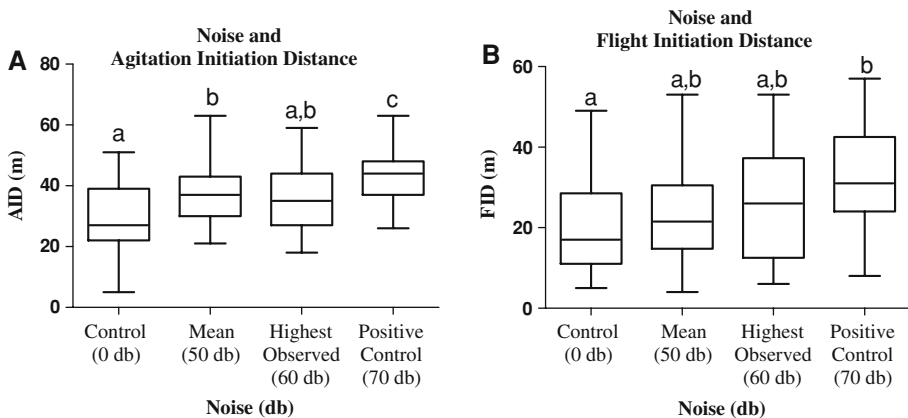 A
Noise and
Agitation Initiation Distance
AID (m)
80
60
40
20
0
a
b
a,b
c
Control
(0 db)
Mean
(50 db)
Highest
Observed
(60 db)
Positive
Control
(70 db)
Noise (db)
B
Noise and
Flight Initiation Distance
FID (m)
60
40
20
0
a
a,b
a,b
b
Control
(0 db)
Mean
(50 db)
Highest
Observed
(60 db)
Positive
Control
(70 db)
Noise (db)